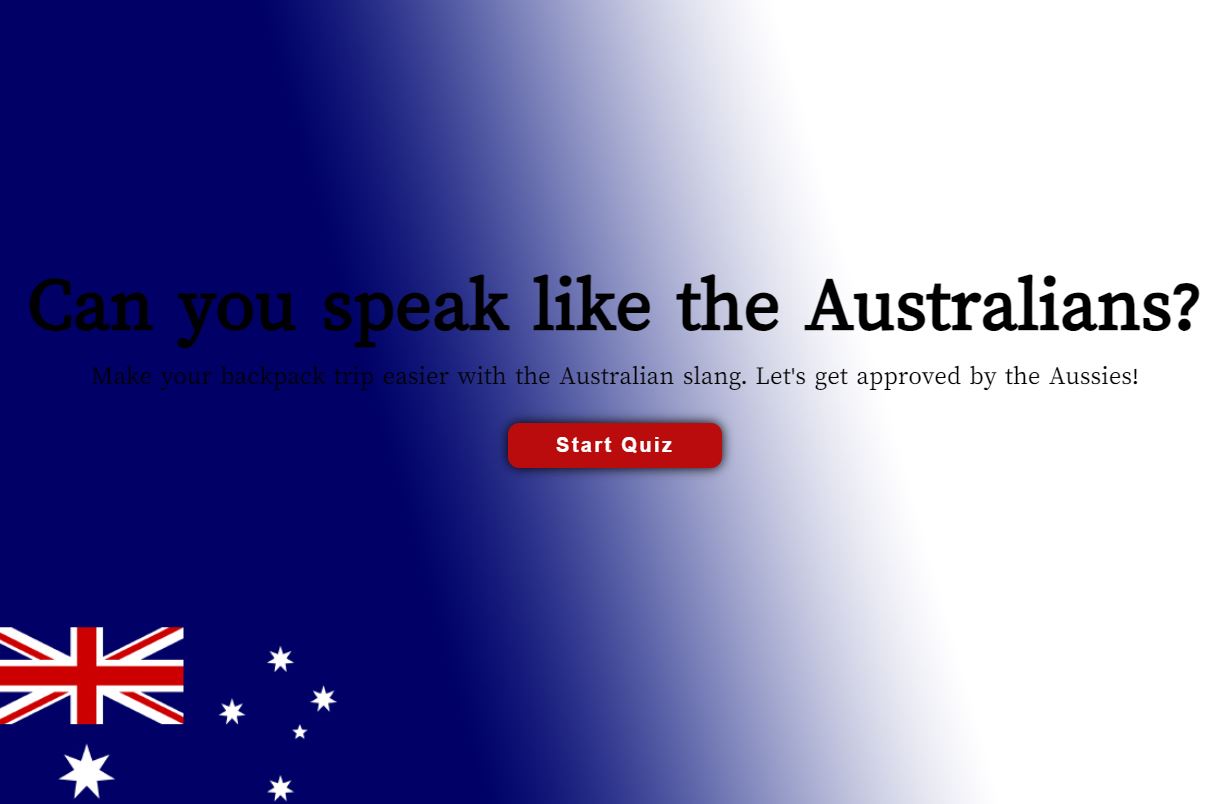 Can you speak like the Australians?
Make your backpack trip easier with the Australian slang. Let's get approved by the Aussies!
Start Quiz